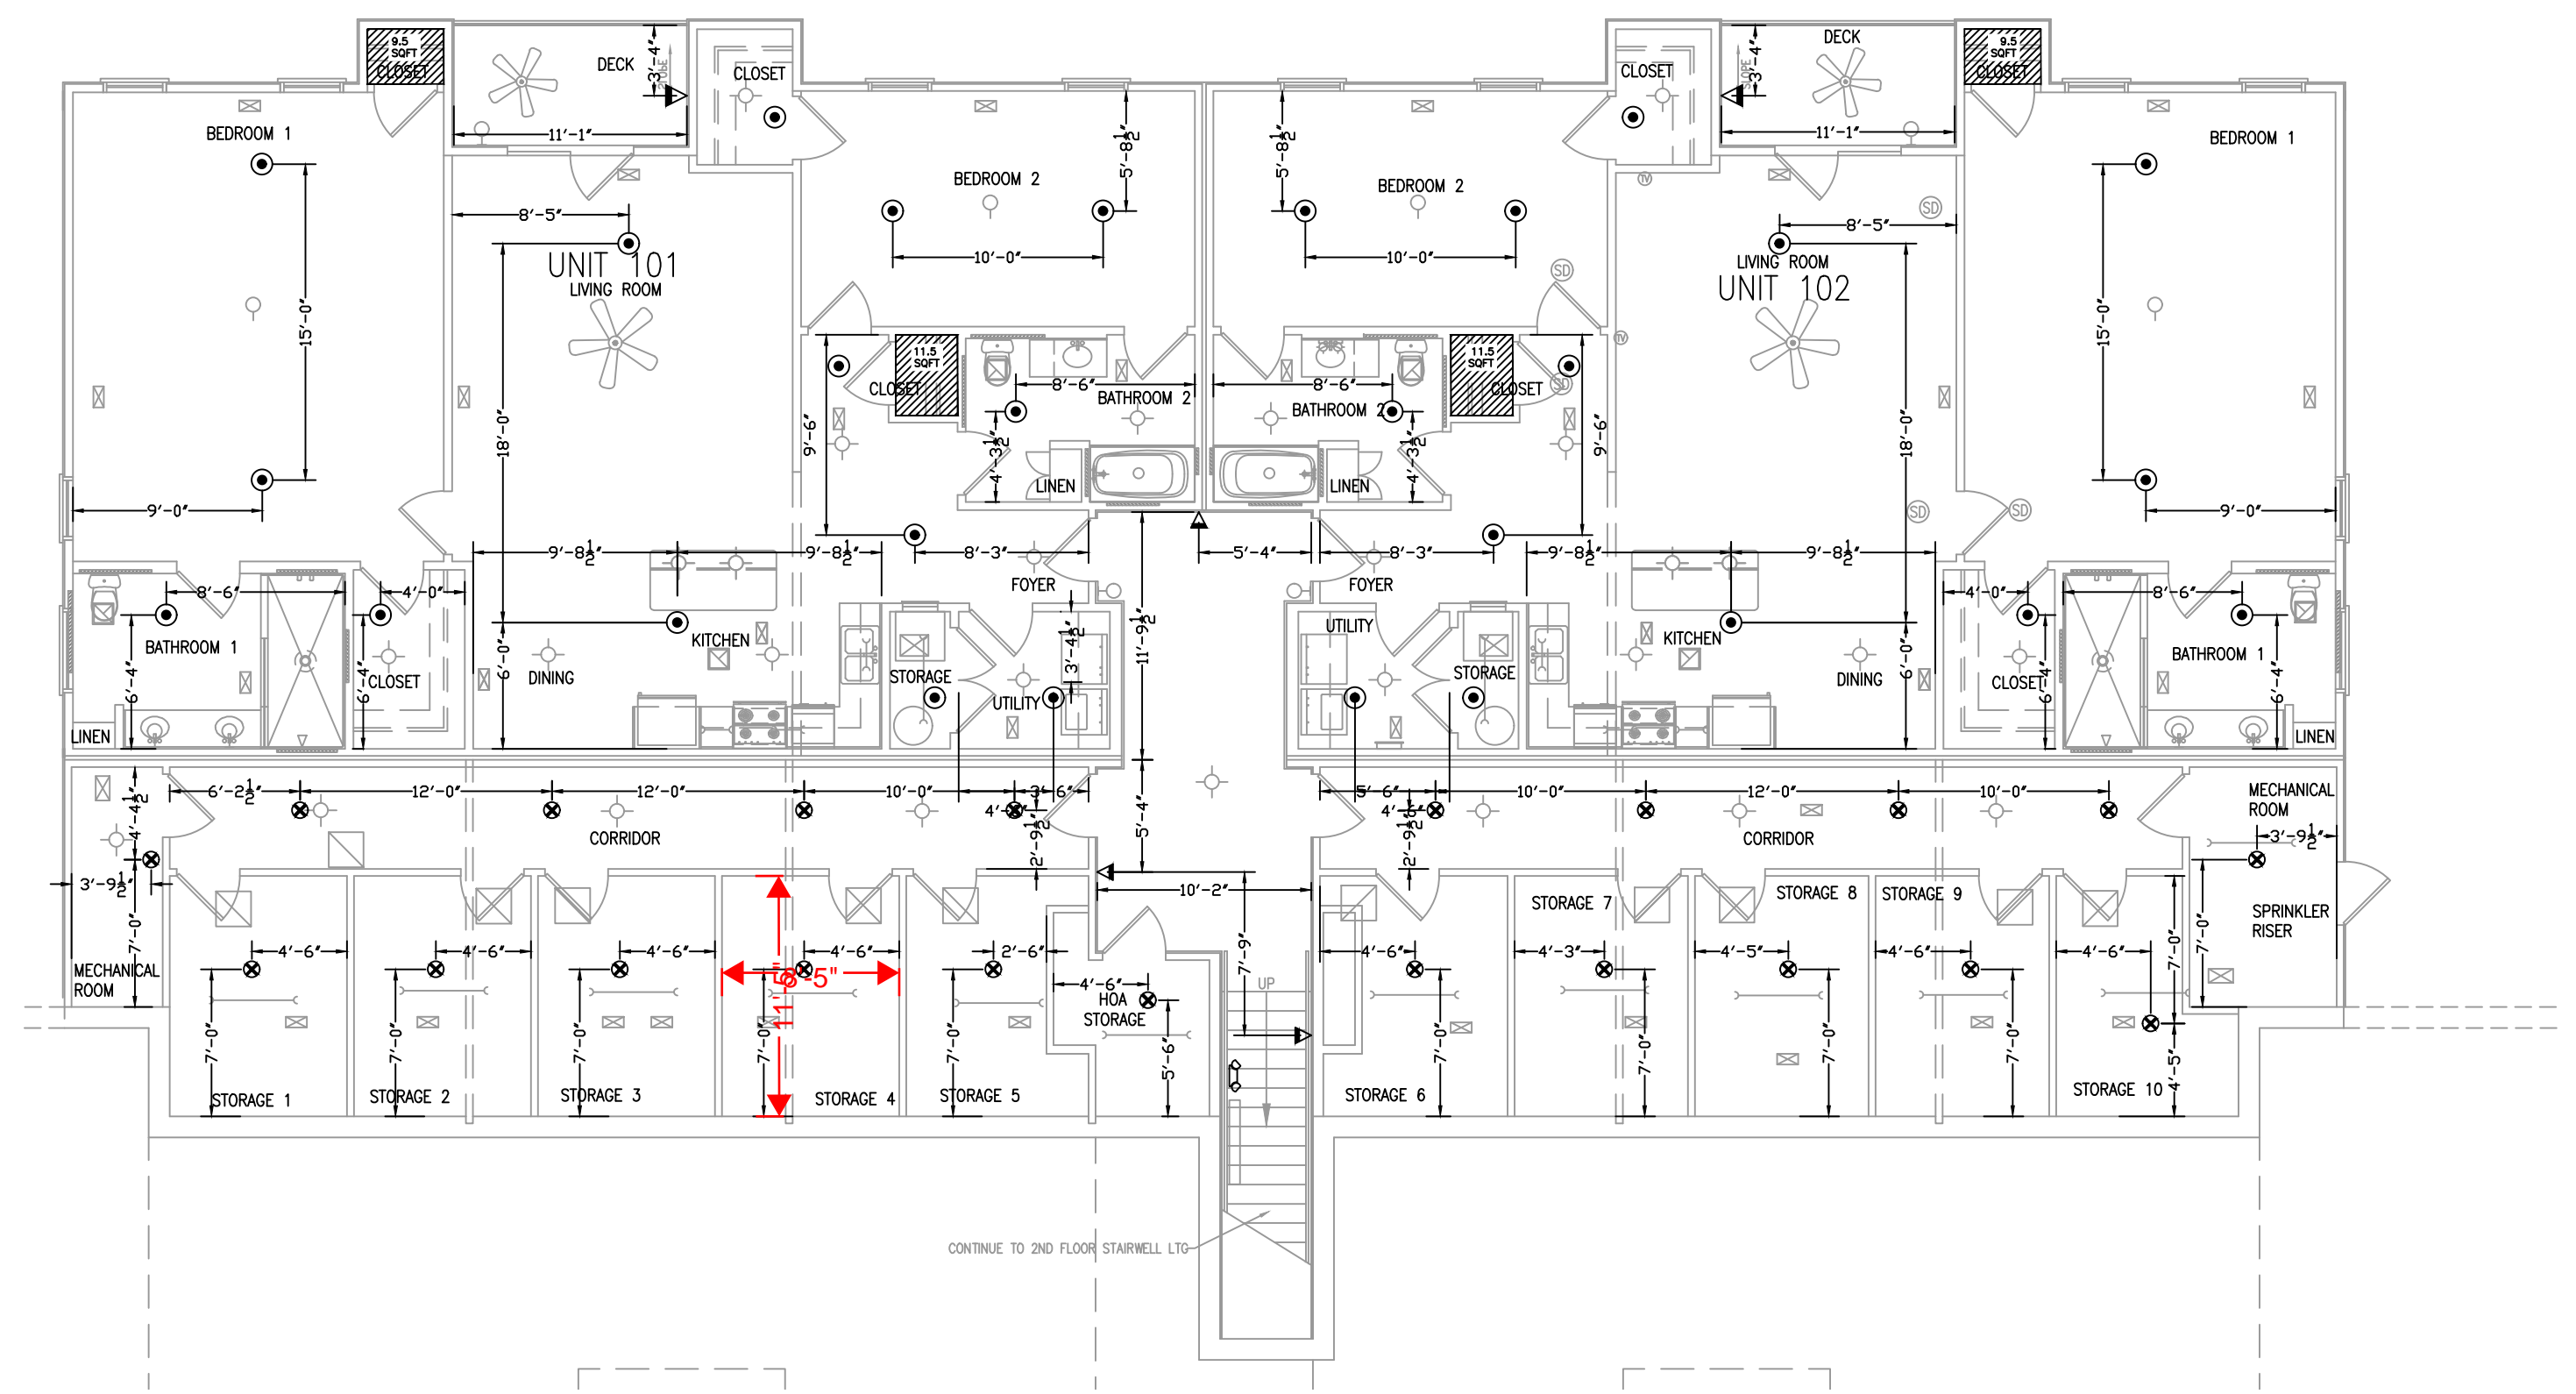 9.5
SQFT
CLOSET
DECK
3'-4"
CLOSET
CLOSET
3'-4"
SLOPE
DECK
9.5
SQFT
CLOSET
BEDROOM 1
11'-1"
5'-8½"
5'-8½"
11'-1"
BEDROOM 1
BEDROOM 2
BEDROOM 2
TV
SD
8'-5"
8'-5"
10'-0"
10'-0"
UNIT 101
LIVING ROOM
SD
LIVING ROOM
UNIT 102
15'-0"
15'-0"
TV
11.5
SQFT
CLOSET
11.5
SQFT
CLOSET
SD
8'-6"
8'-6"
BATHROOM 2
BATHROOM 2
18'-0"
9'-6"
4'-3½"
4'-3½"
9'-6"
18'-0"
LINEN
LINEN
9'-0"
SD
SD
9'-0"
9'-8½"
9'-8½"
8'-3"
5'-4"
8'-3"
9'-8½"
9'-8½"
FOYER
FOYER
8'-6"
4'-0"
4'-0"
8'-6"
3'-4½"
11'-9½"
UTILITY
BATHROOM 1
KITCHEN
KITCHEN
BATHROOM 1
6'-4"
6'-4"
CLOSET
6'-0"
DINING
STORAGE
UTILITY
STORAGE
DINING
6'-0"
CLOSET
6'-4"
6'-4"
LINEN
LINEN
6'-2½"
12'-0"
12'-0"
10'-0"
3'-6"
5'-6"
10'-0"
12'-0"
10'-0"
MECHANICAL
ROOM
4'-4½"
CORRIDOR
2'-9½"
5'-4"
4'-6"
2'-9½"
CORRIDOR
3'-9½"
3'-9½"
10'-2"
STORAGE 7
STORAGE 8
STORAGE 9
SPRINKLER
RISER
7'-0"
4'-6"
4'-6"
4'-6"
4'-6"
2'-6"
7'-9"
4'-6"
4'-3"
4'-5"
4'-6"
4'-6"
7'-0"
7'-0"
MECHANICAL
ROOM
11'-5"
8'-5"
4'-6"
UP
HOA
STORAGE
7'-0"
7'-0"
7'-0"
7'-0"
7'-0"
5'-6"
7'-0"
7'-0"
7'-0"
7'-0"
4'-5"
STORAGE 1
STORAGE 2
STORAGE 3
STORAGE 4
STORAGE 5
STORAGE 6
STORAGE 10
CONTINUE TO 2ND FLOOR STAIRWELL LTG